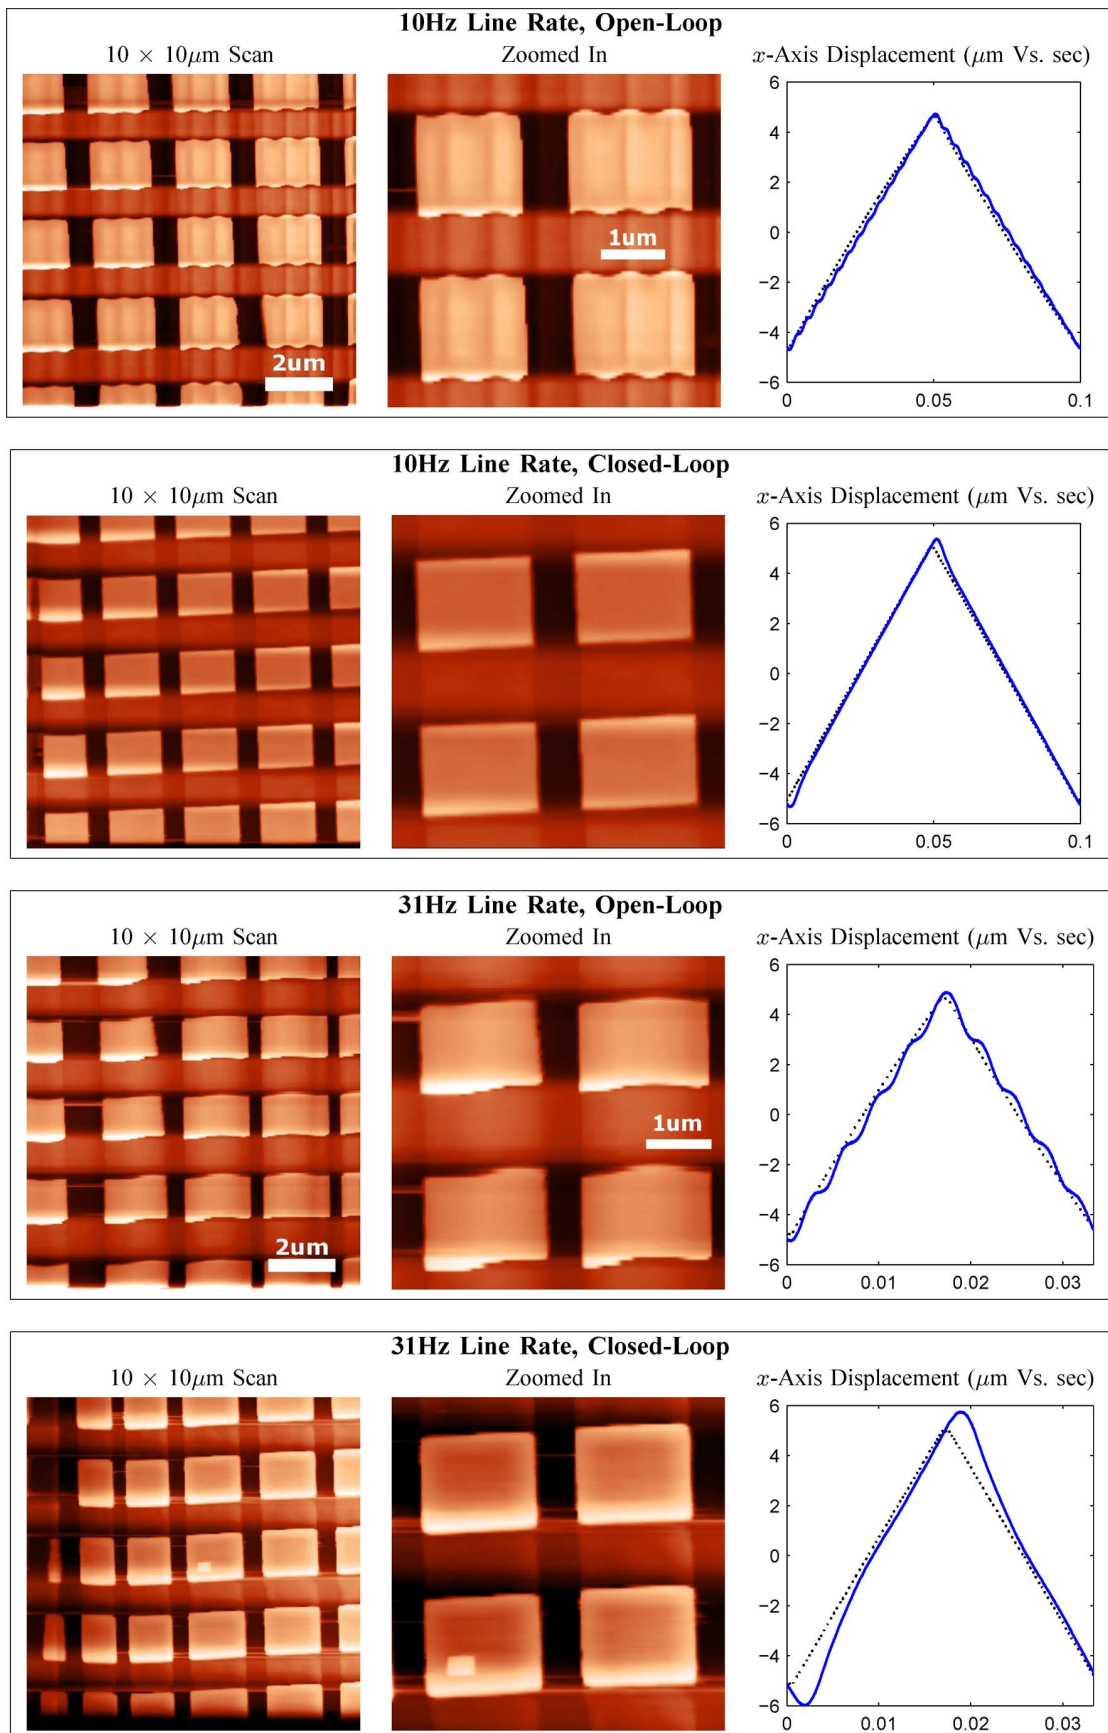 10Hz Line Rate, Open-Loop
10 × 10μm Scan
Zoomed In
x-Axis Displacement (μm Vs. sec)
2um
1um
6
4
2
0
−2
−4
−6
0
0.05
0.1
10Hz Line Rate, Closed-Loop
10 × 10μm Scan
Zoomed In
x-Axis Displacement (μm Vs. sec)
6
4
2
0
−2
−4
−6
0
0.05
0.1
31Hz Line Rate, Open-Loop
10 × 10μm Scan
Zoomed In
x-Axis Displacement (μm Vs. sec)
2um
1um
6
4
2
0
−2
−4
−6
0
0.01
0.02
0.03
31Hz Line Rate, Closed-Loop
10 × 10μm Scan
Zoomed In
x-Axis Displacement (μm Vs. sec)
6
4
2
0
−2
−4
−6
0
0.01
0.02
0.03